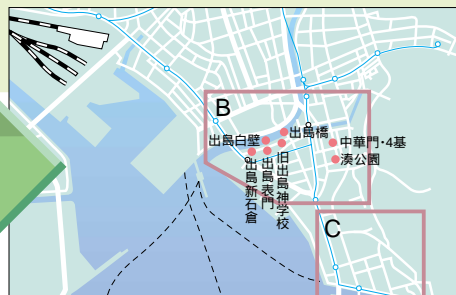 B
出島橋
出島白壁
中華門・4基
湊公園
出島新石倉
出島表門
旧出島神学校
C